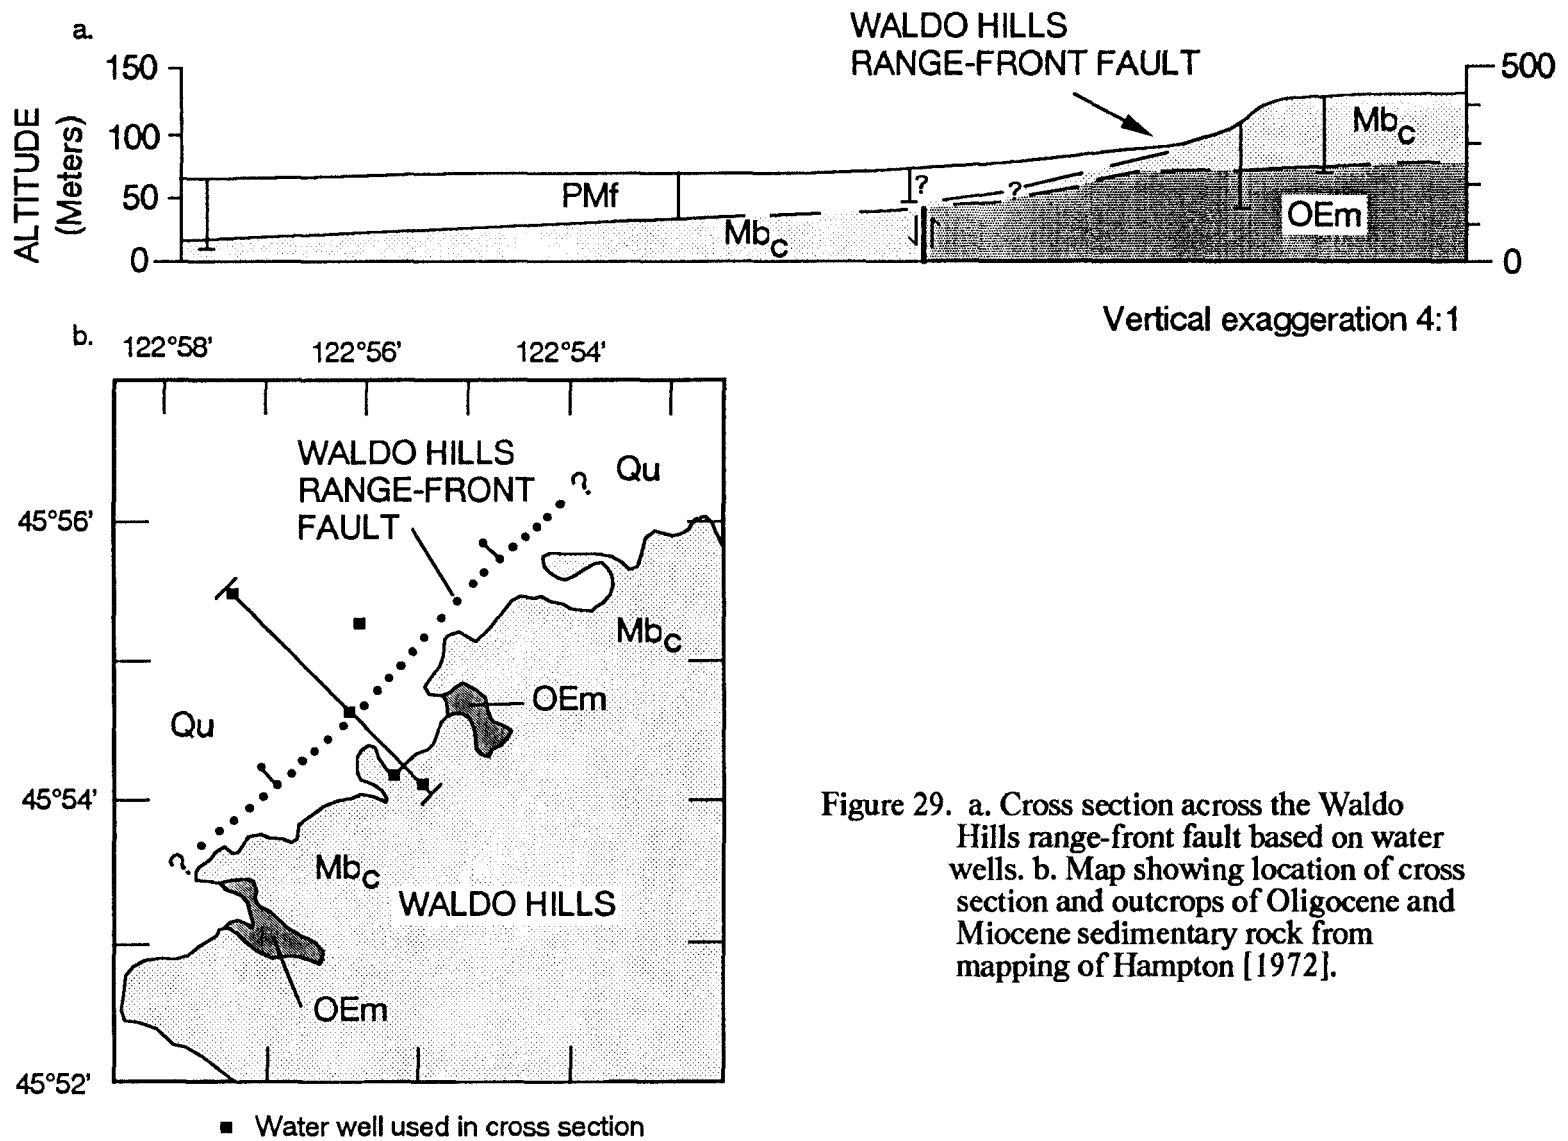 a.
WALDO HILLS
RANGE-FRONT FAULT
ALTITUDE
(Meters)
150
100
50
0
500
0
PMf
Mbc
?
?
Mbc
OEm
Vertical exaggeration 4:1
b.
122°58' 122°56' 122°54'
45°56'
45°54'
45°52'
WALDO HILLS
RANGE-FRONT
FAULT
?
Qu
Mbc
OEm
Qu
?
Mbc
WALDO HILLS
OEm
■ Water well used in cross section
Figure 29. a. Cross section across the Waldo
Hills range-front fault based on water
wells. b. Map showing location of cross
section and outcrops of Oligocene and
Miocene sedimentary rock from
mapping of Hampton [1972].